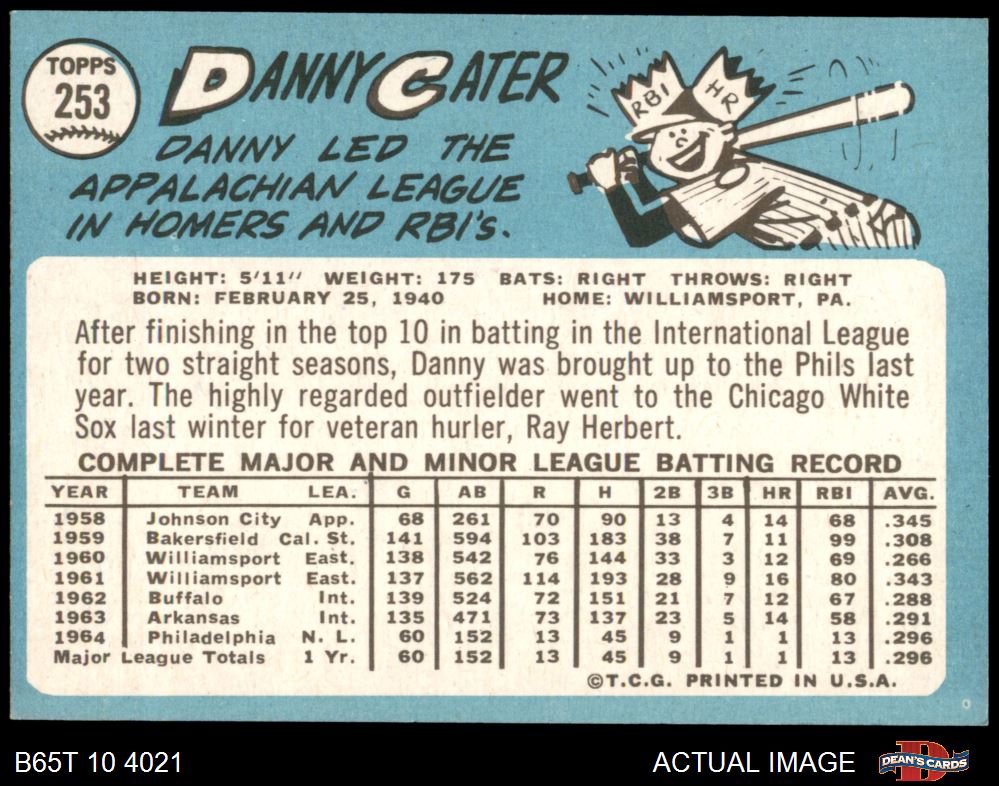 TOPPS
253
DANNY CATER
DANNY LED THE
APPALACHIAN LEAGUE
IN HOMERS AND RBI'S.
RBI HR
HEIGHT: 5'11" WEIGHT: 175 BATS: RIGHT THROWS: RIGHT
BORN: FEBRUARY 25, 1940 HOME: WILLIAMSPORT, PA.
After finishing in the top 10 in batting in the International League
for two straight seasons, Danny was brought up to the Phils last
year. The highly regarded outfielder went to the Chicago White
Sox last winter for veteran hurler, Ray Herbert.
COMPLETE MAJOR AND MINOR LEAGUE BATTING RECORD
YEAR TEAM LEA. G AB R H 2B 3B HR RBI AVG.
1958 Johnson City App. 68 261 70 90 13 4 14 68 .345
1959 Bakersfield Cal. St. 141 594 103 183 38 7 11 99 .308
1960 Williamsport East. 138 542 76 144 33 3 12 69 .266
1961 Williamsport East. 137 562 114 193 28 9 16 80 .343
1962 Buffalo Int. 139 524 72 151 21 7 12 67 .288
1963 Arkansas Int. 135 471 73 137 23 5 14 58 .291
1964 Philadelphia N. L. 60 152 13 45 9 1 1 13 .296
Major League Totals 1 Yr. 60 152 13 45 9 1 1 13 .296
©T.C.G. PRINTED IN U.S.A.
B65T 10 4021 ACTUAL IMAGE DEAN'S CARDS